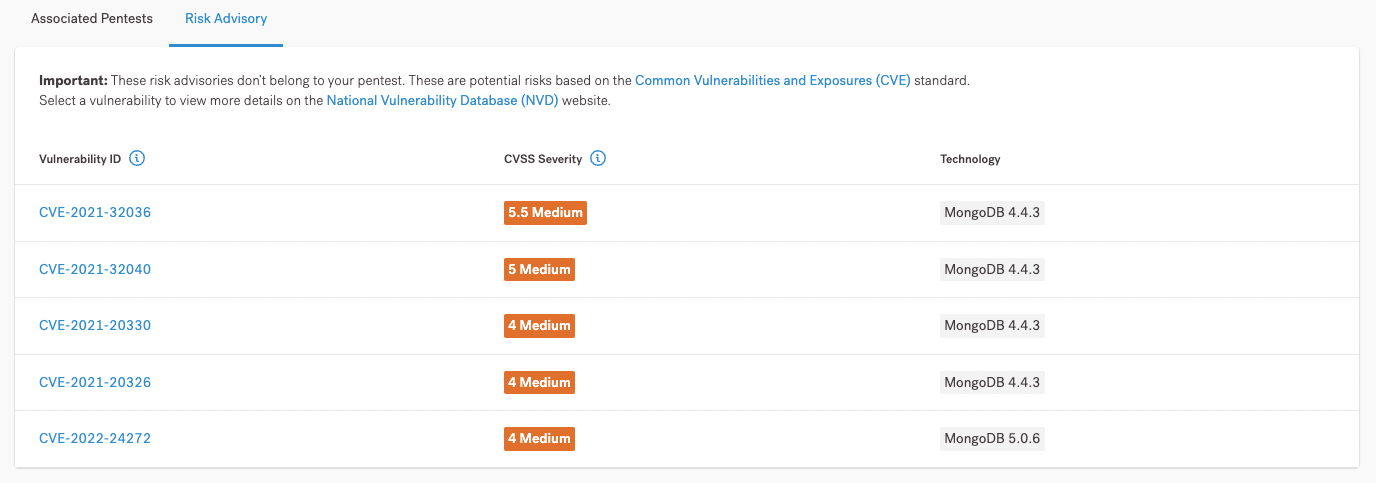 Associated Pentests Risk Advisory
Important: These risk advisories don't belong to your pentest. These are potential risks based on the Common Vulnerabilities and Exposures (CVE) standard.
Select a vulnerability to view more details on the National Vulnerability Database (NVD) website.
Vulnerability ID CVSS Severity Technology
CVE-2021-32036 5.5 Medium MongoDB 4.4.3
CVE-2021-32040 5 Medium MongoDB 4.4.3
CVE-2021-20330 4 Medium MongoDB 4.4.3
CVE-2021-20326 4 Medium MongoDB 4.4.3
CVE-2022-24272 4 Medium MongoDB 5.0.6